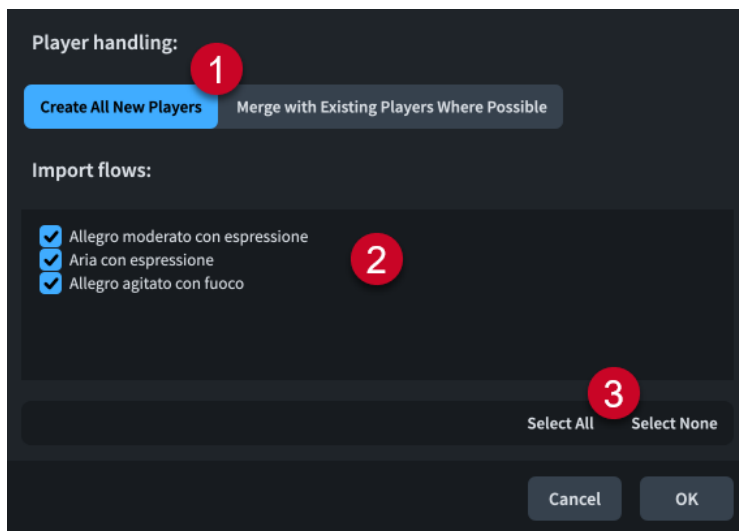 Player handling:
1
Create All New Players Merge with Existing Players Where Possible
Import flows:
Allegro moderato con espressione
Aria con espressione
2
Allegro agitato con fuoco
3
Select All Select None
Cancel OK